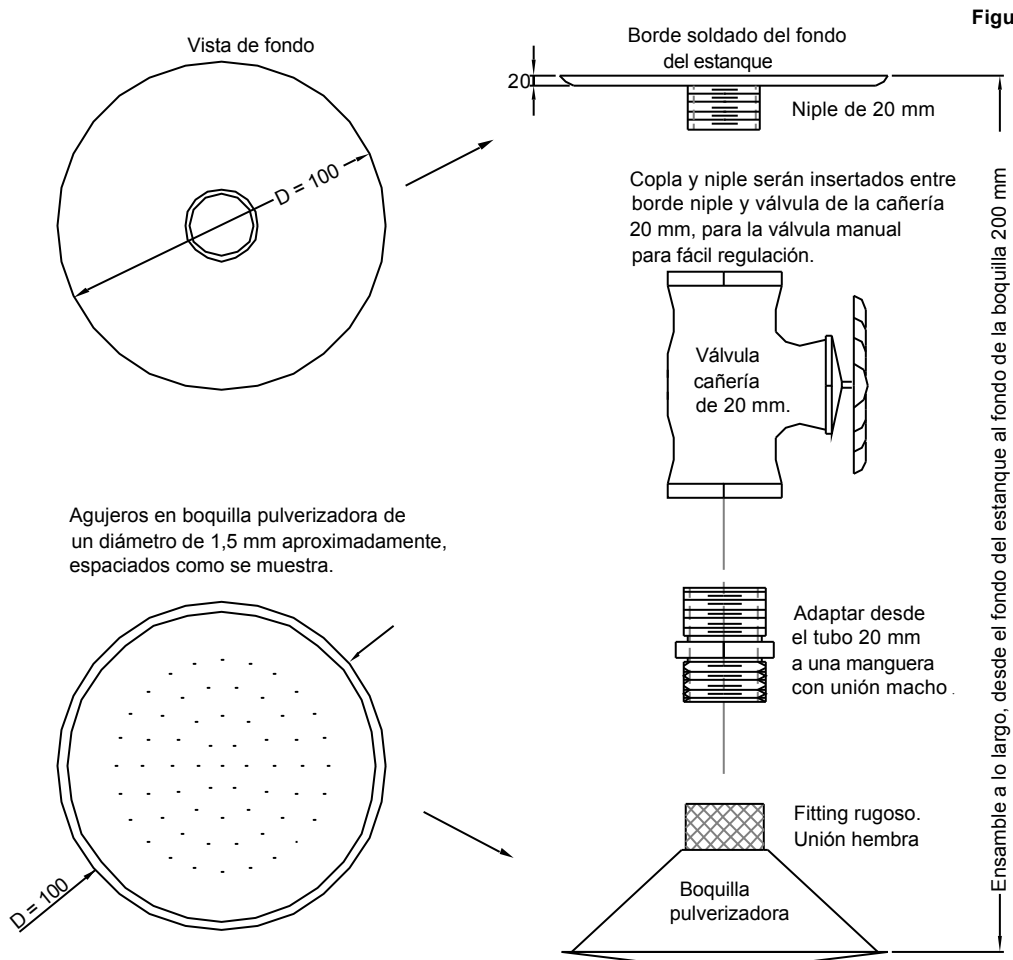 Figu
Vista de fondo
Borde soldado del fondo
del estanque
20
Niple de 20 mm
D = 100
Copla y niple serán insertados entre
borde niple y válvula de la cañería
20 mm, para la válvula manual
para fácil regulación.
Válvula
cañería
de 20 mm.
Agujeros en boquilla pulverizadora de
un diámetro de 1,5 mm aproximadamente,
espaciados como se muestra.
Adaptar desde
el tubo 20 mm
a una manguera
con unión macho.
D = 100
Fitting rugoso.
Unión hembra
Boquilla
pulverizadora
Ensamble a lo largo, desde el fondo del estanque al fondo de la boquilla 200 mm